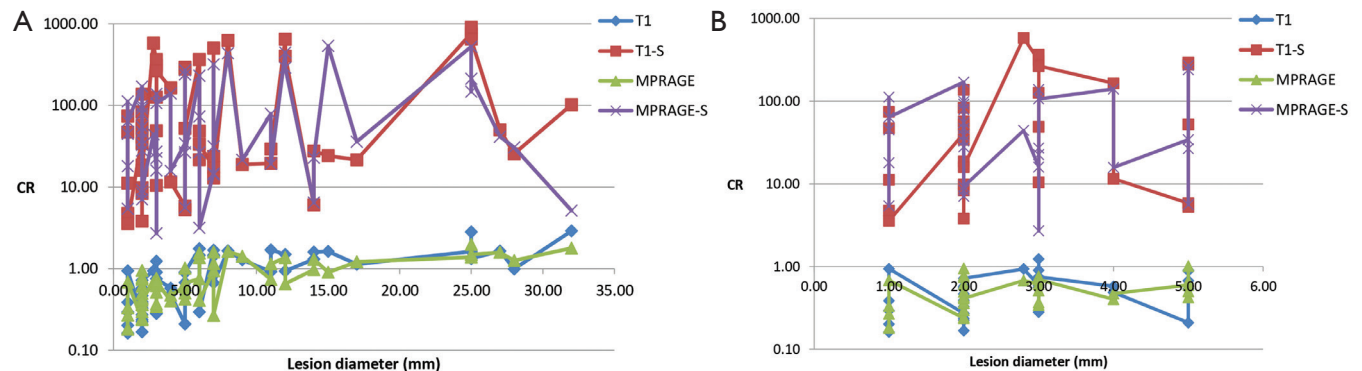 A
1000.00
100.00
10.00
1.00
0.10
CR
0.00
5.00
10.00
15.00
20.00
25.00
30.00
35.00
Lesion diameter (mm)
T1
T1-S
MPRAGE
MPRAGE-S
B
1000.00
100.00
10.00
1.00
0.10
CR
0.00
1.00
2.00
3.00
4.00
5.00
6.00
Lesion diameter (mm)
T1
T1-S
MPRAGE
MPRAGE-S